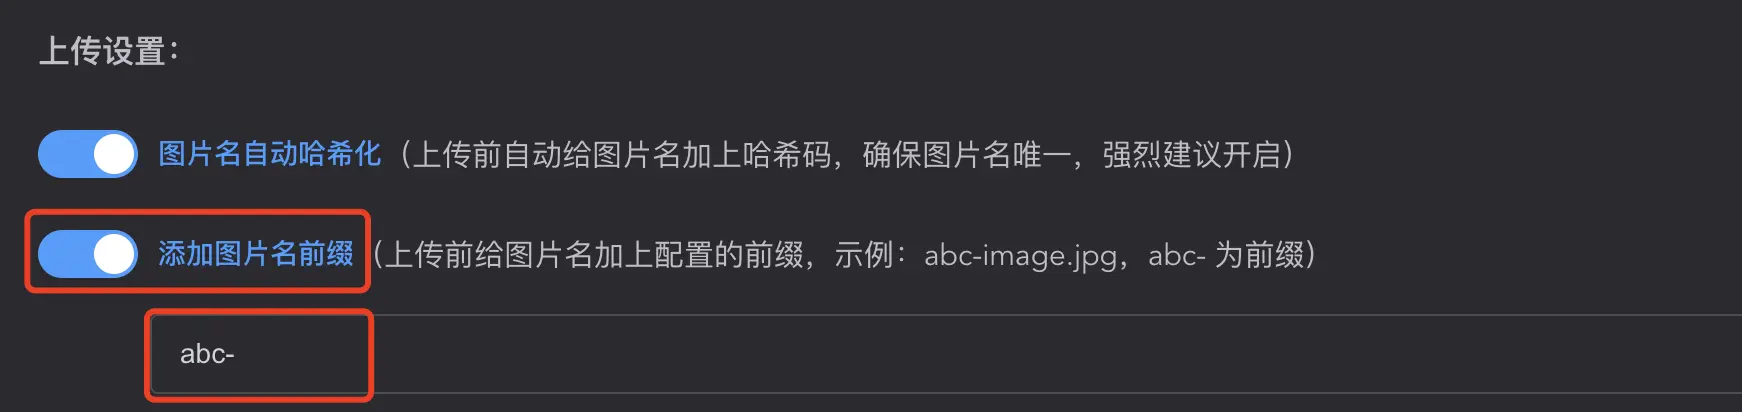 上传设置：
图片名自动哈希化（上传前自动给图片名加上哈希码，确保图片名唯一，强烈建议开启）
添加图片名前缀（上传前给图片名加上配置的前缀，示例：abc-image.jpg，abc- 为前缀）
abc-